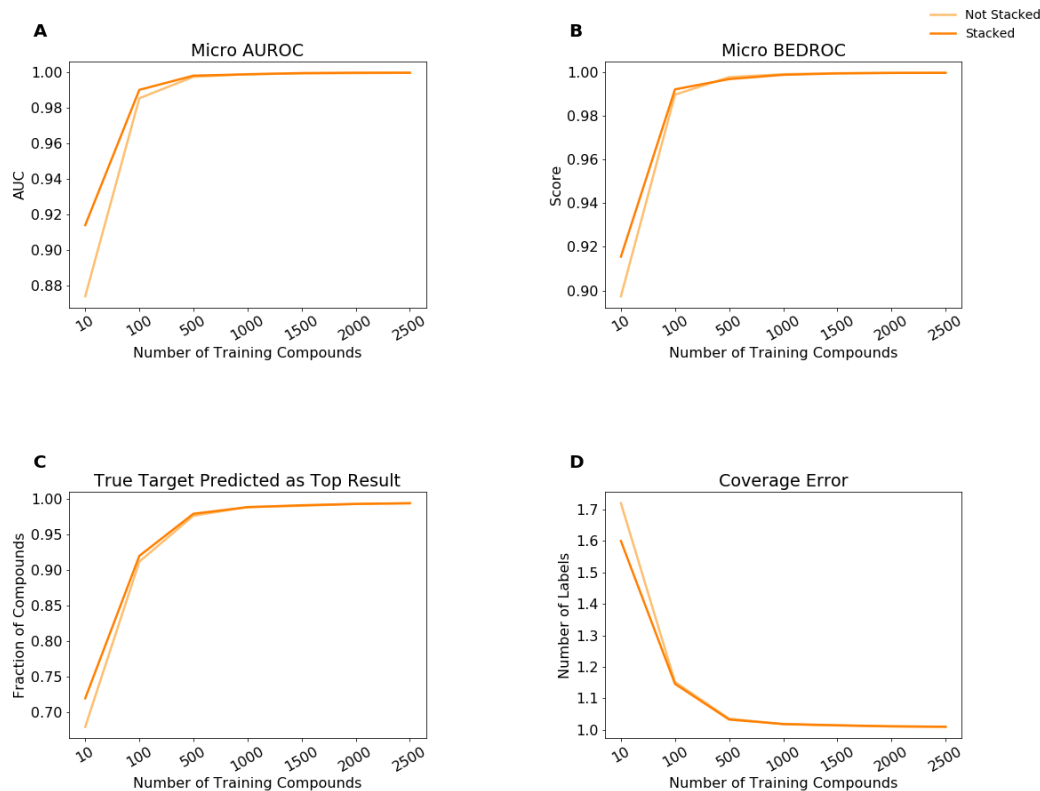 Not Stacked
Stacked
A
Micro AUROC
AUC
1.00
0.98
0.96
0.94
0.92
0.90
0.88
10 100 500 1000 1500 2000 2500
Number of Training Compounds
B
Micro BEDROC
Score
1.00
0.98
0.96
0.94
0.92
0.90
10 100 500 1000 1500 2000 2500
Number of Training Compounds
C
True Target Predicted as Top Result
Fraction of Compounds
1.00
0.95
0.90
0.85
0.80
0.75
0.70
10 100 500 1000 1500 2000 2500
Number of Training Compounds
D
Coverage Error
Number of Labels
1.7
1.6
1.5
1.4
1.3
1.2
1.1
1.0
10 100 500 1000 1500 2000 2500
Number of Training Compounds